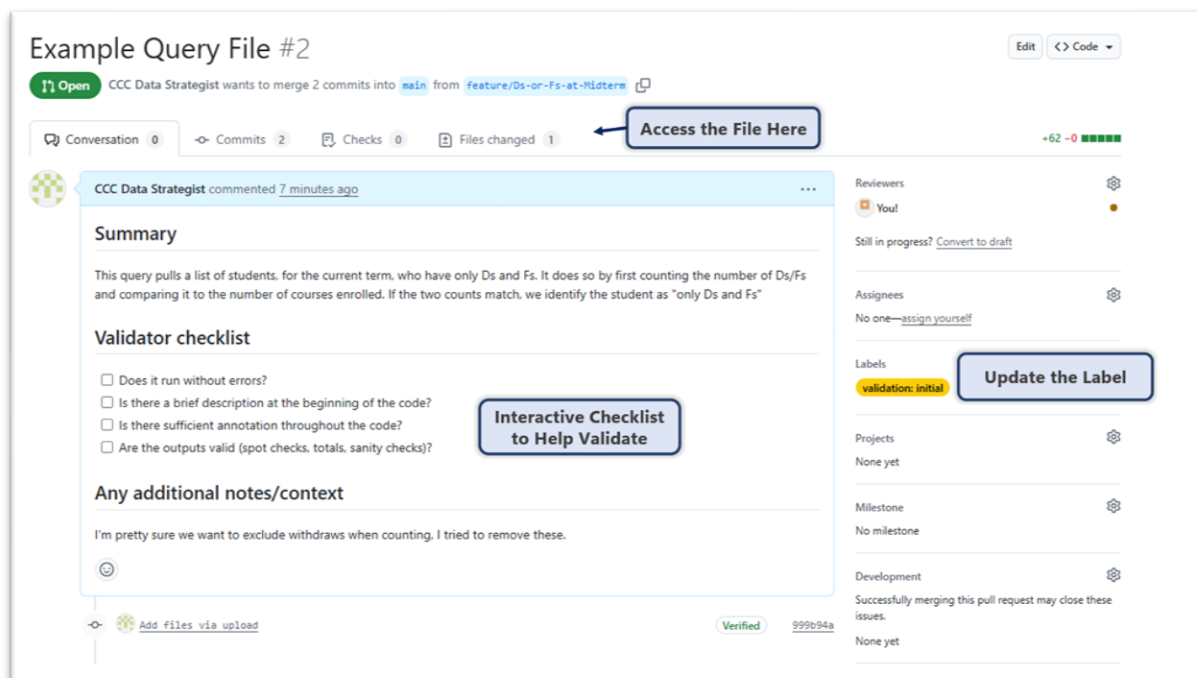 Example Query File #2
Edit
<> Code
Open
CCC Data Strategist wants to merge 2 commits into main from feature/Ds-or-Fs-at-Midterm
Access the File Here
Conversation 0
Commits 2
Checks 0
Files changed 1
+62 −0
CCC Data Strategist commented 7 minutes ago
...
Summary
This query pulls a list of students, for the current term, who have only Ds and Fs. It does so by first counting the number of Ds/Fs
and comparing it to the number of courses enrolled. If the two counts match, we identify the student as "only Ds and Fs"
Validator checklist
Does it run without errors?
Is there a brief description at the beginning of the code?
Is there sufficient annotation throughout the code?
Are the outputs valid (spot checks, totals, sanity checks)?
Interactive Checklist
to Help Validate
Any additional notes/context
I'm pretty sure we want to exclude withdraws when counting, I tried to remove these.
Add files via upload
Verified
999b94a
Reviewers
You!
Still in progress? Convert to draft
Assignees
No one—assign yourself
Labels
validation: initial
Update the Label
Projects
None yet
Milestone
No milestone
Development
Successfully merging this pull request may close these
issues.
None yet